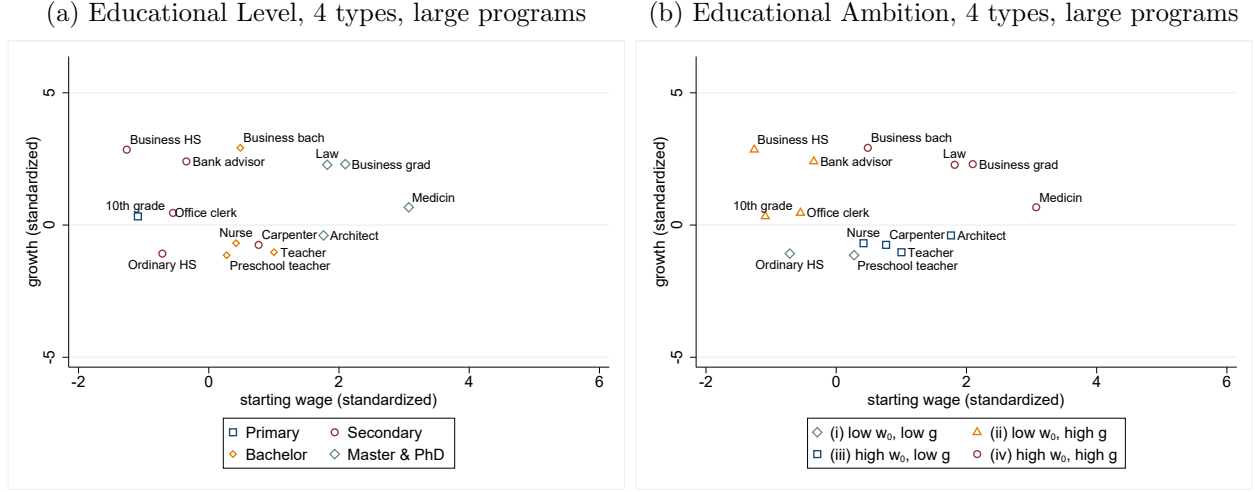 (a) Educational Level, 4 types, large programs
growth (standardized)
5
0
-5
Business HS
Business bach
Bank advisor
Law
Business grad
Medicin
10th grade
Office clerk
Nurse
Carpenter
Architect
Teacher
Ordinary HS
Preschool teacher
-2 0 2 4 6
starting wage (standardized)
Primary Secondary
Bachelor Master & PhD
(b) Educational Ambition, 4 types, large programs
growth (standardized)
5
0
-5
Business HS
Business bach
Bank advisor
Law
Business grad
Medicin
10th grade
Office clerk
Nurse
Carpenter
Architect
Teacher
Ordinary HS
Preschool teacher
-2 0 2 4 6
starting wage (standardized)
(i) low w₀, low g (ii) low w₀, high g
(iii) high w₀, low g (iv) high w₀, high g